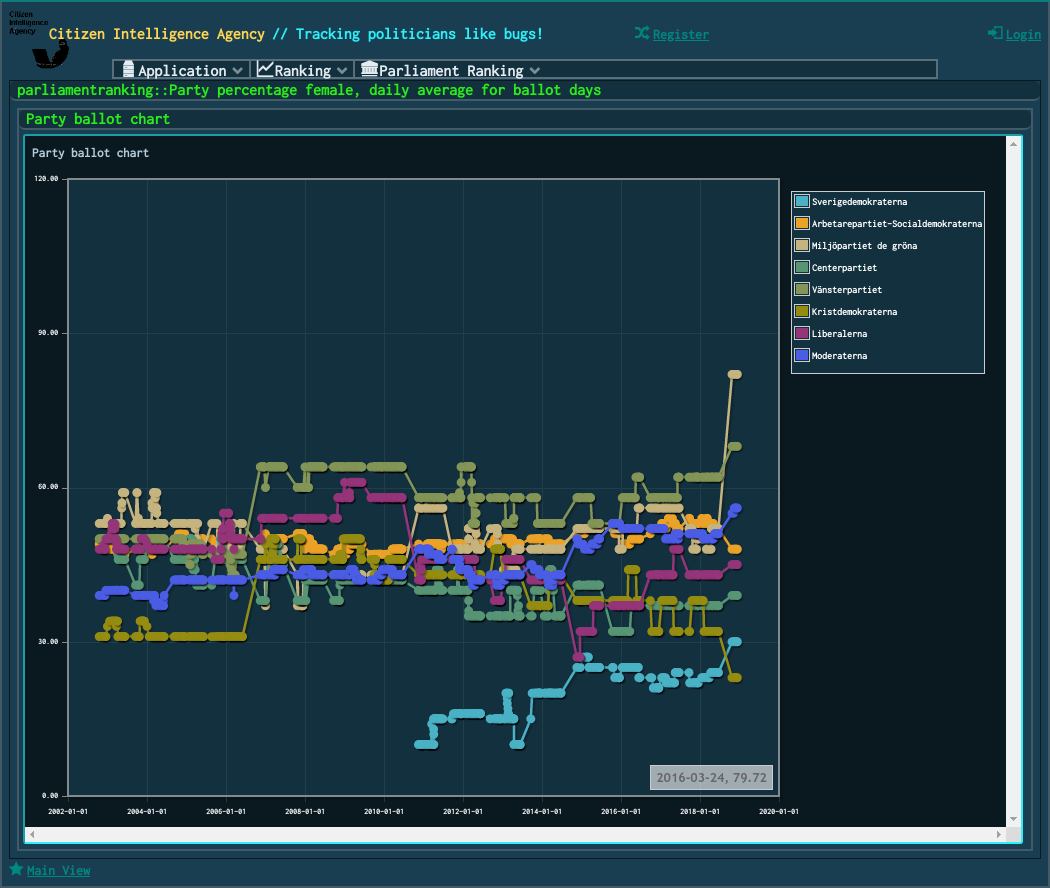 Citizen
Intelligence
Agency
Citizen Intelligence Agency // Tracking politicians like bugs!
Register
Login
Application
Ranking
Parliament Ranking
parliamentranking::Party percentage female, daily average for ballot days
Party ballot chart
Party ballot chart
120.00
90.00
60.00
30.00
0.00
2002-01-01
2004-01-01
2006-01-01
2008-01-01
2010-01-01
2012-01-01
2014-01-01
2016-01-01
2018-01-01
2020-01-01
Sverigedemokraterna
Arbetarepartiet-Socialdemokraterna
Miljöpartiet de gröna
Centerpartiet
Vänsterpartiet
Kristdemokraterna
Liberalerna
Moderaterna
2016-03-24, 79.72
Main View